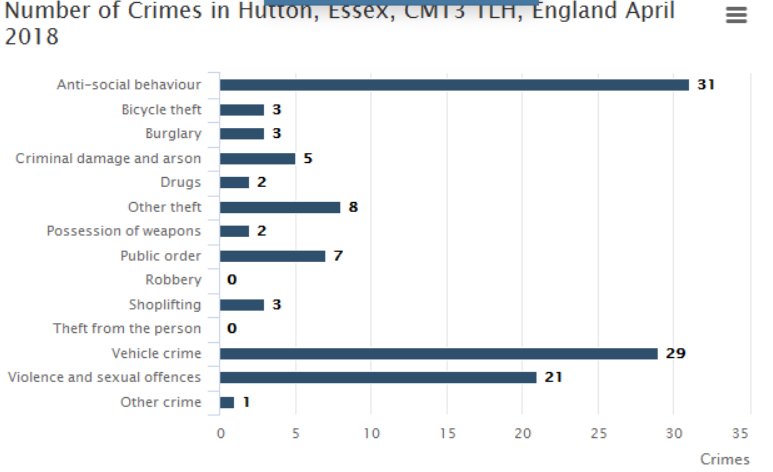 Number of Crimes in Hutton, Essex, CM13 1LH, England April
2018
Anti-social behaviour 31
Bicycle theft 3
Burglary 3
Criminal damage and arson 5
Drugs 2
Other theft 8
Possession of weapons 2
Public order 7
Robbery 0
Shoplifting 3
Theft from the person 0
Vehicle crime 29
Violence and sexual offences 21
Other crime 1
0 5 10 15 20 25 30 35
Crimes